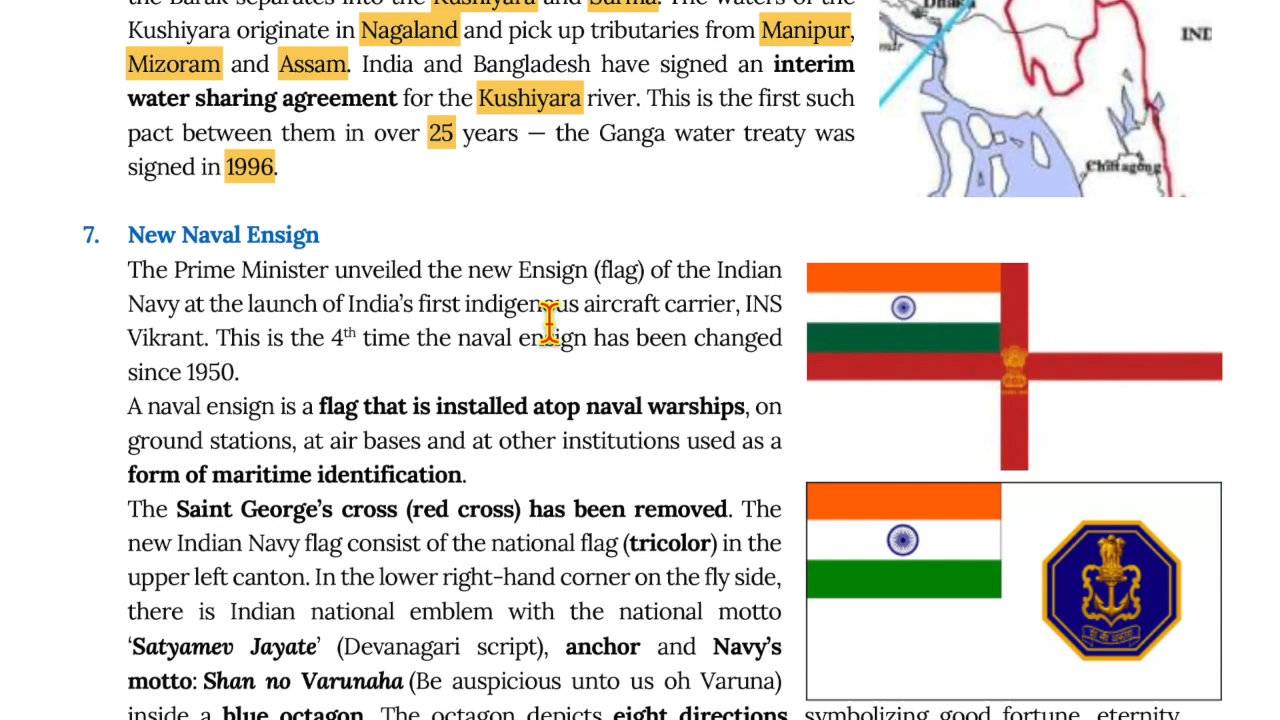 the Barak separates into the Kushiyara and Surma. The waters of the
Kushiyara originate in Nagaland and pick up tributaries from Manipur,
Mizoram and Assam. India and Bangladesh have signed an interim
water sharing agreement for the Kushiyara river. This is the first such
pact between them in over 25 years — the Ganga water treaty was
signed in 1996.
Dhaka
IND
Chittagong
7. New Naval Ensign
The Prime Minister unveiled the new Ensign (flag) of the Indian
Navy at the launch of India's first indigenous aircraft carrier, INS
Vikrant. This is the 4th time the naval ensign has been changed
since 1950.
A naval ensign is a flag that is installed atop naval warships, on
ground stations, at air bases and at other institutions used as a
form of maritime identification.
The Saint George's cross (red cross) has been removed. The
new Indian Navy flag consist of the national flag (tricolor) in the
upper left canton. In the lower right-hand corner on the fly side,
there is Indian national emblem with the national motto
'Satyamev Jayate' (Devanagari script), anchor and Navy's
motto: Shan no Varunaha (Be auspicious unto us oh Varuna)
inside a blue octagon. The octagon depicts eight directions symbolizing good fortune, eternity,